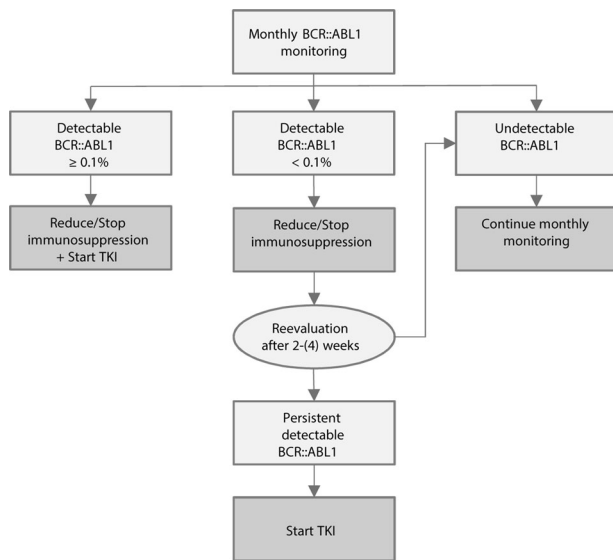 Monthly BCR::ABL1
monitoring
Detectable
BCR::ABL1
≥ 0.1%
Detectable
BCR::ABL1
< 0.1%
Undetectable
BCR::ABL1
Reduce/Stop
immunosuppression
+ Start TKI
Reduce/Stop
immunosuppression
Continue monthly
monitoring
Reevaluation
after 2-(4) weeks
Persistent
detectable
BCR::ABL1
Start TKI